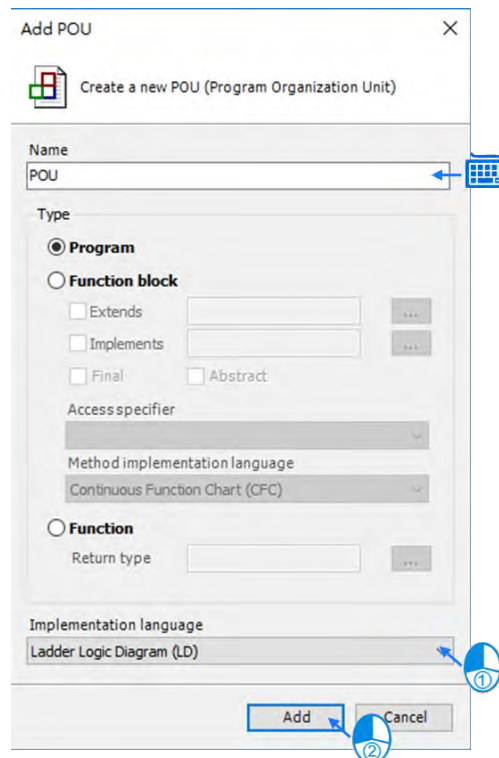 Add POU
Create a new POU (Program Organization Unit)
Name
POU
Type
Program
Function block
Extends
...
Implements
...
Final Abstract
Access specifier
Method implementation language
Continuous Function Chart (CFC)
Function
Return type
...
Implementation language
Ladder Logic Diagram (LD)
①
Add Cancel
②